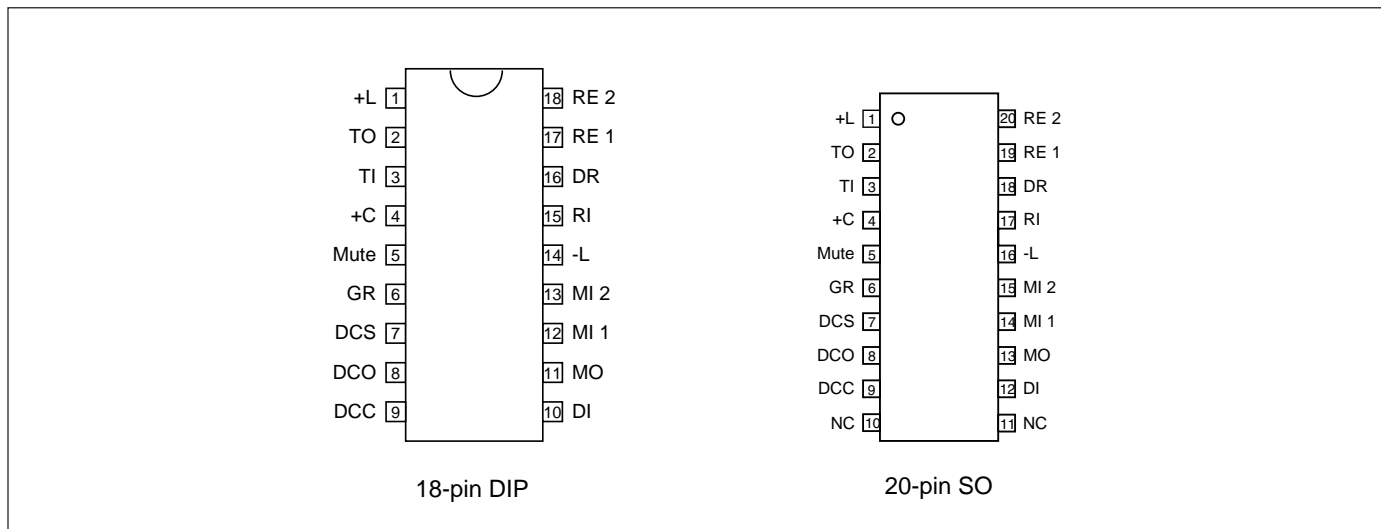 +L 1 18 RE 2
TO 2 17 RE 1
TI 3 16 DR
+C 4 15 RI
Mute 5 14 -L
GR 6 13 MI 2
DCS 7 12 MI 1
DCO 8 11 MO
DCC 9 10 DI
18-pin DIP
+L 1 20 RE 2
TO 2 19 RE 1
TI 3 18 DR
+C 4 17 RI
Mute 5 16 -L
GR 6 15 MI 2
DCS 7 14 MI 1
DCO 8 13 MO
DCC 9 12 DI
NC 10 11 NC
20-pin SO